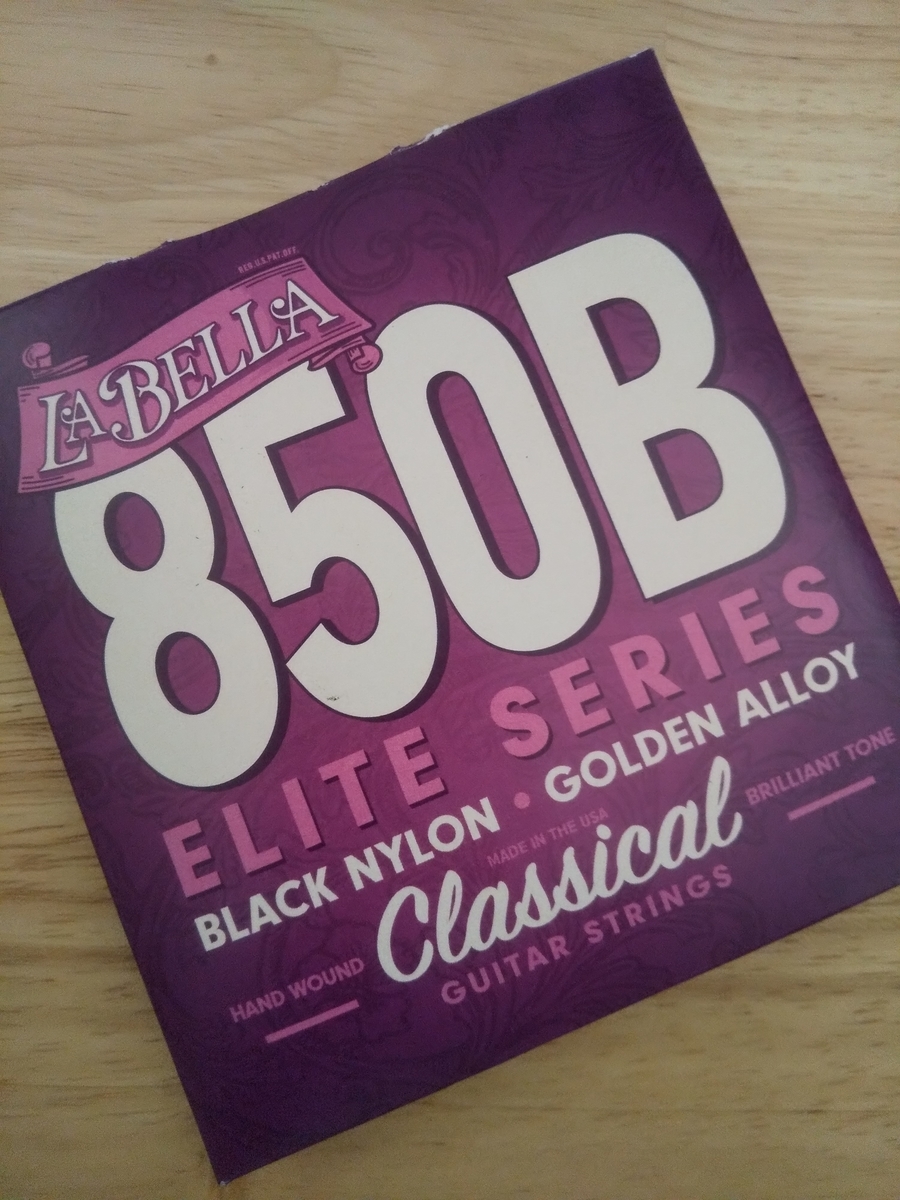 REG.U.S.PAT.OFF.
LA BELLA
850B
ELITE SERIES
BLACK NYLON • GOLDEN ALLOY
MADE IN THE USA
HAND WOUND Classical BRILLIANT TONE
GUITAR STRINGS